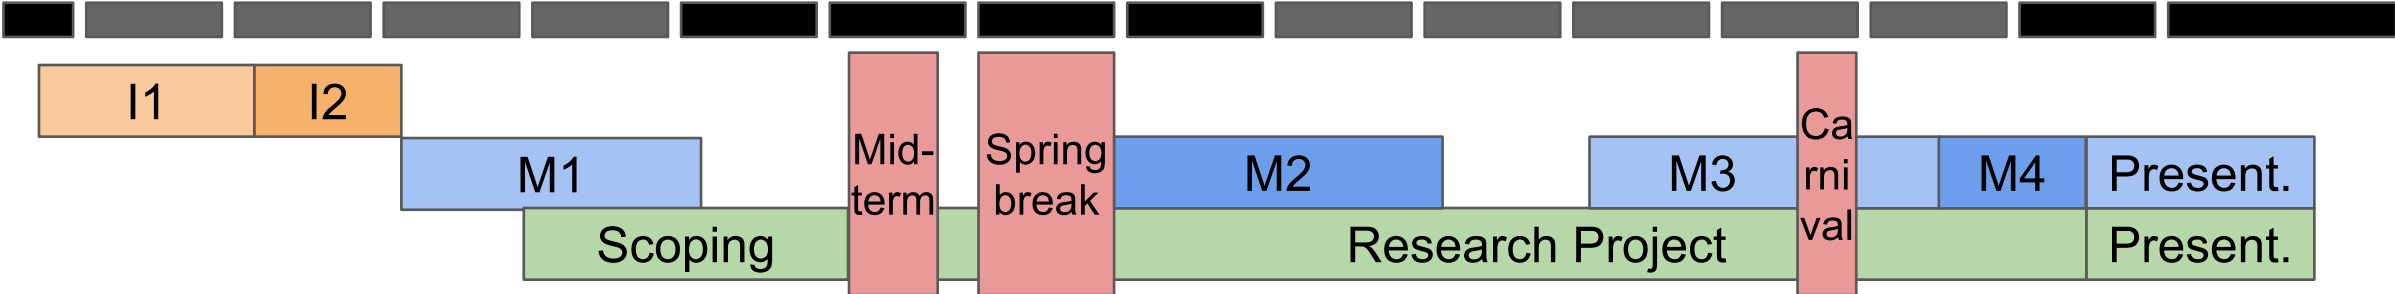 I1
I2
M1
Mid-
term
Spring
break
M2
M3
Ca
rni
val
M4
Present.
Scoping
Research Project
Present.